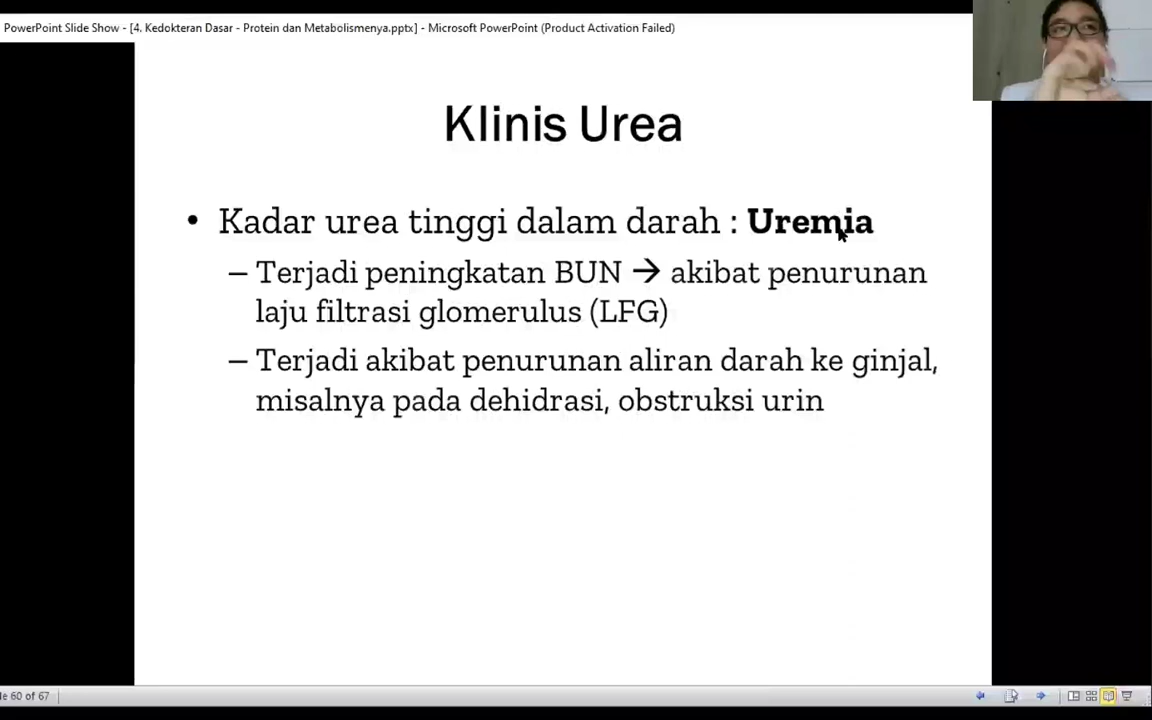 PowerPoint Slide Show - [4. Kedokteran Dasar - Protein dan Metabolismenya.pptx] - Microsoft PowerPoint (Product Activation Failed)
Klinis Urea
• Kadar urea tinggi dalam darah : Uremia
– Terjadi peningkatan BUN → akibat penurunan
laju filtrasi glomerulus (LFG)
– Terjadi akibat penurunan aliran darah ke ginjal,
misalnya pada dehidrasi, obstruksi urin
le 60 of 67